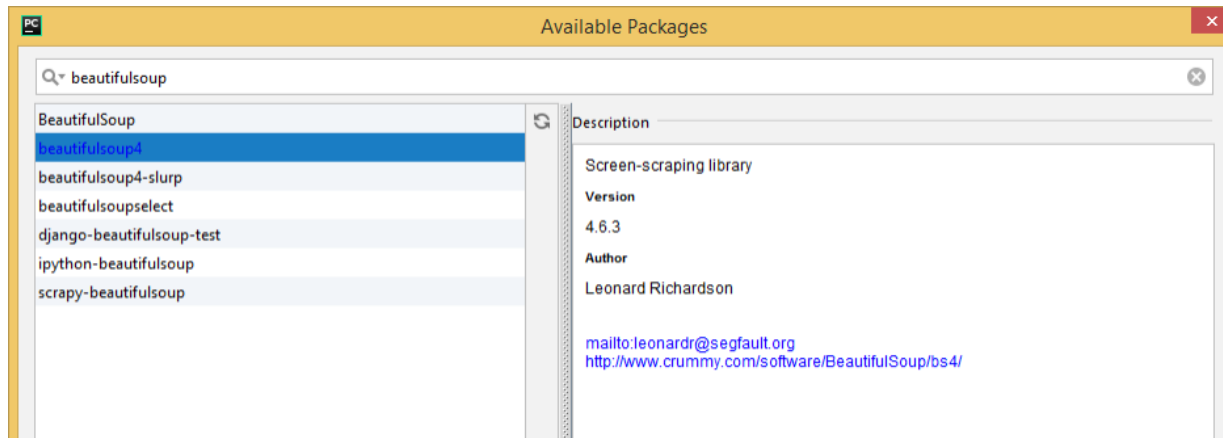 PC
Available Packages
beautifulsoup
BeautifulSoup
beautifulsoup4
beautifulsoup4-slurp
beautifulsoupselect
django-beautifulsoup-test
ipython-beautifulsoup
scrapy-beautifulsoup
Description
Screen-scraping library
Version
4.6.3
Author
Leonard Richardson
mailto:leonardr@segfault.org
http://www.crummy.com/software/BeautifulSoup/bs4/